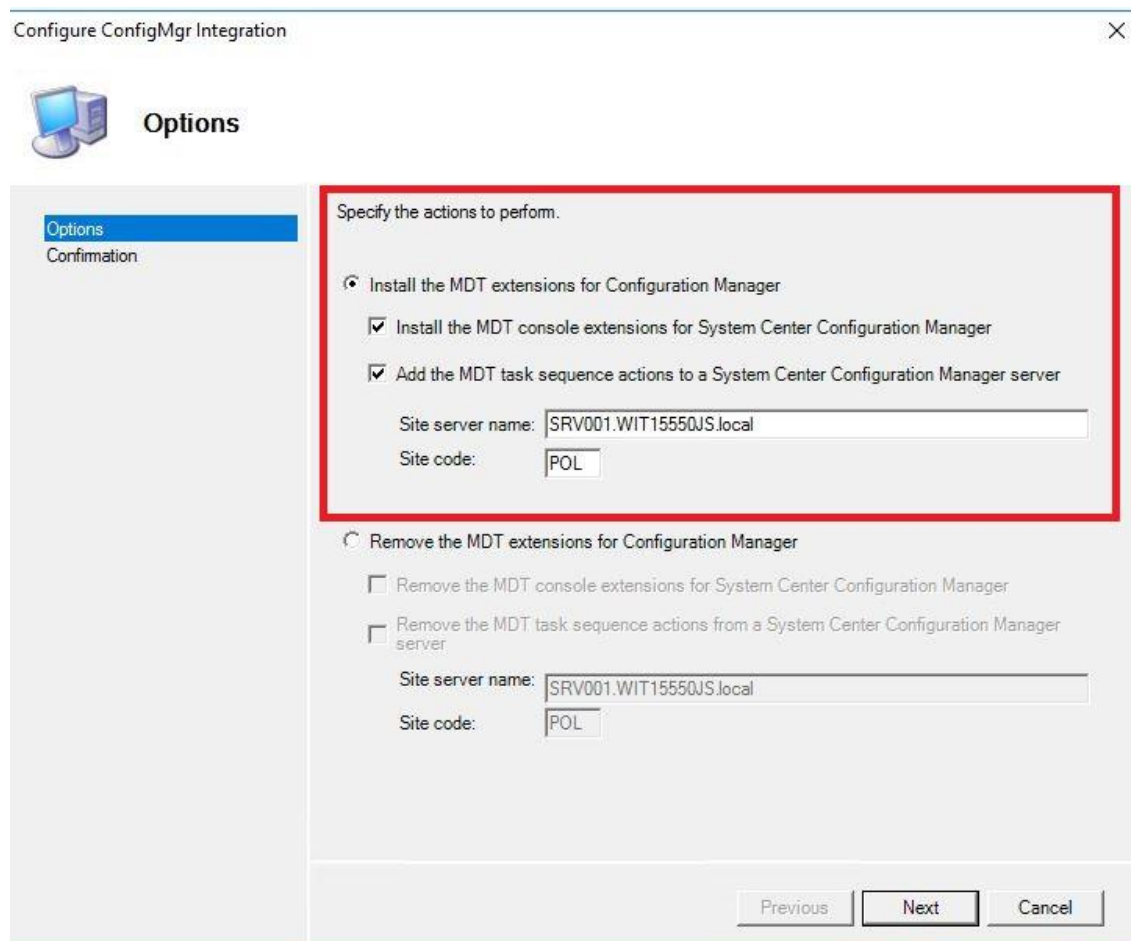 Configure ConfigMgr Integration
Options
Options
Confirmation
Specify the actions to perform.
Install the MDT extensions for Configuration Manager
Install the MDT console extensions for System Center Configuration Manager
Add the MDT task sequence actions to a System Center Configuration Manager server
Site server name: SRV001.WIT15550JS.local
Site code: POL
Remove the MDT extensions for Configuration Manager
Remove the MDT console extensions for System Center Configuration Manager
Remove the MDT task sequence actions from a System Center Configuration Manager
server
Site server name: SRV001.WIT15550JS.local
Site code: POL
Previous Next Cancel